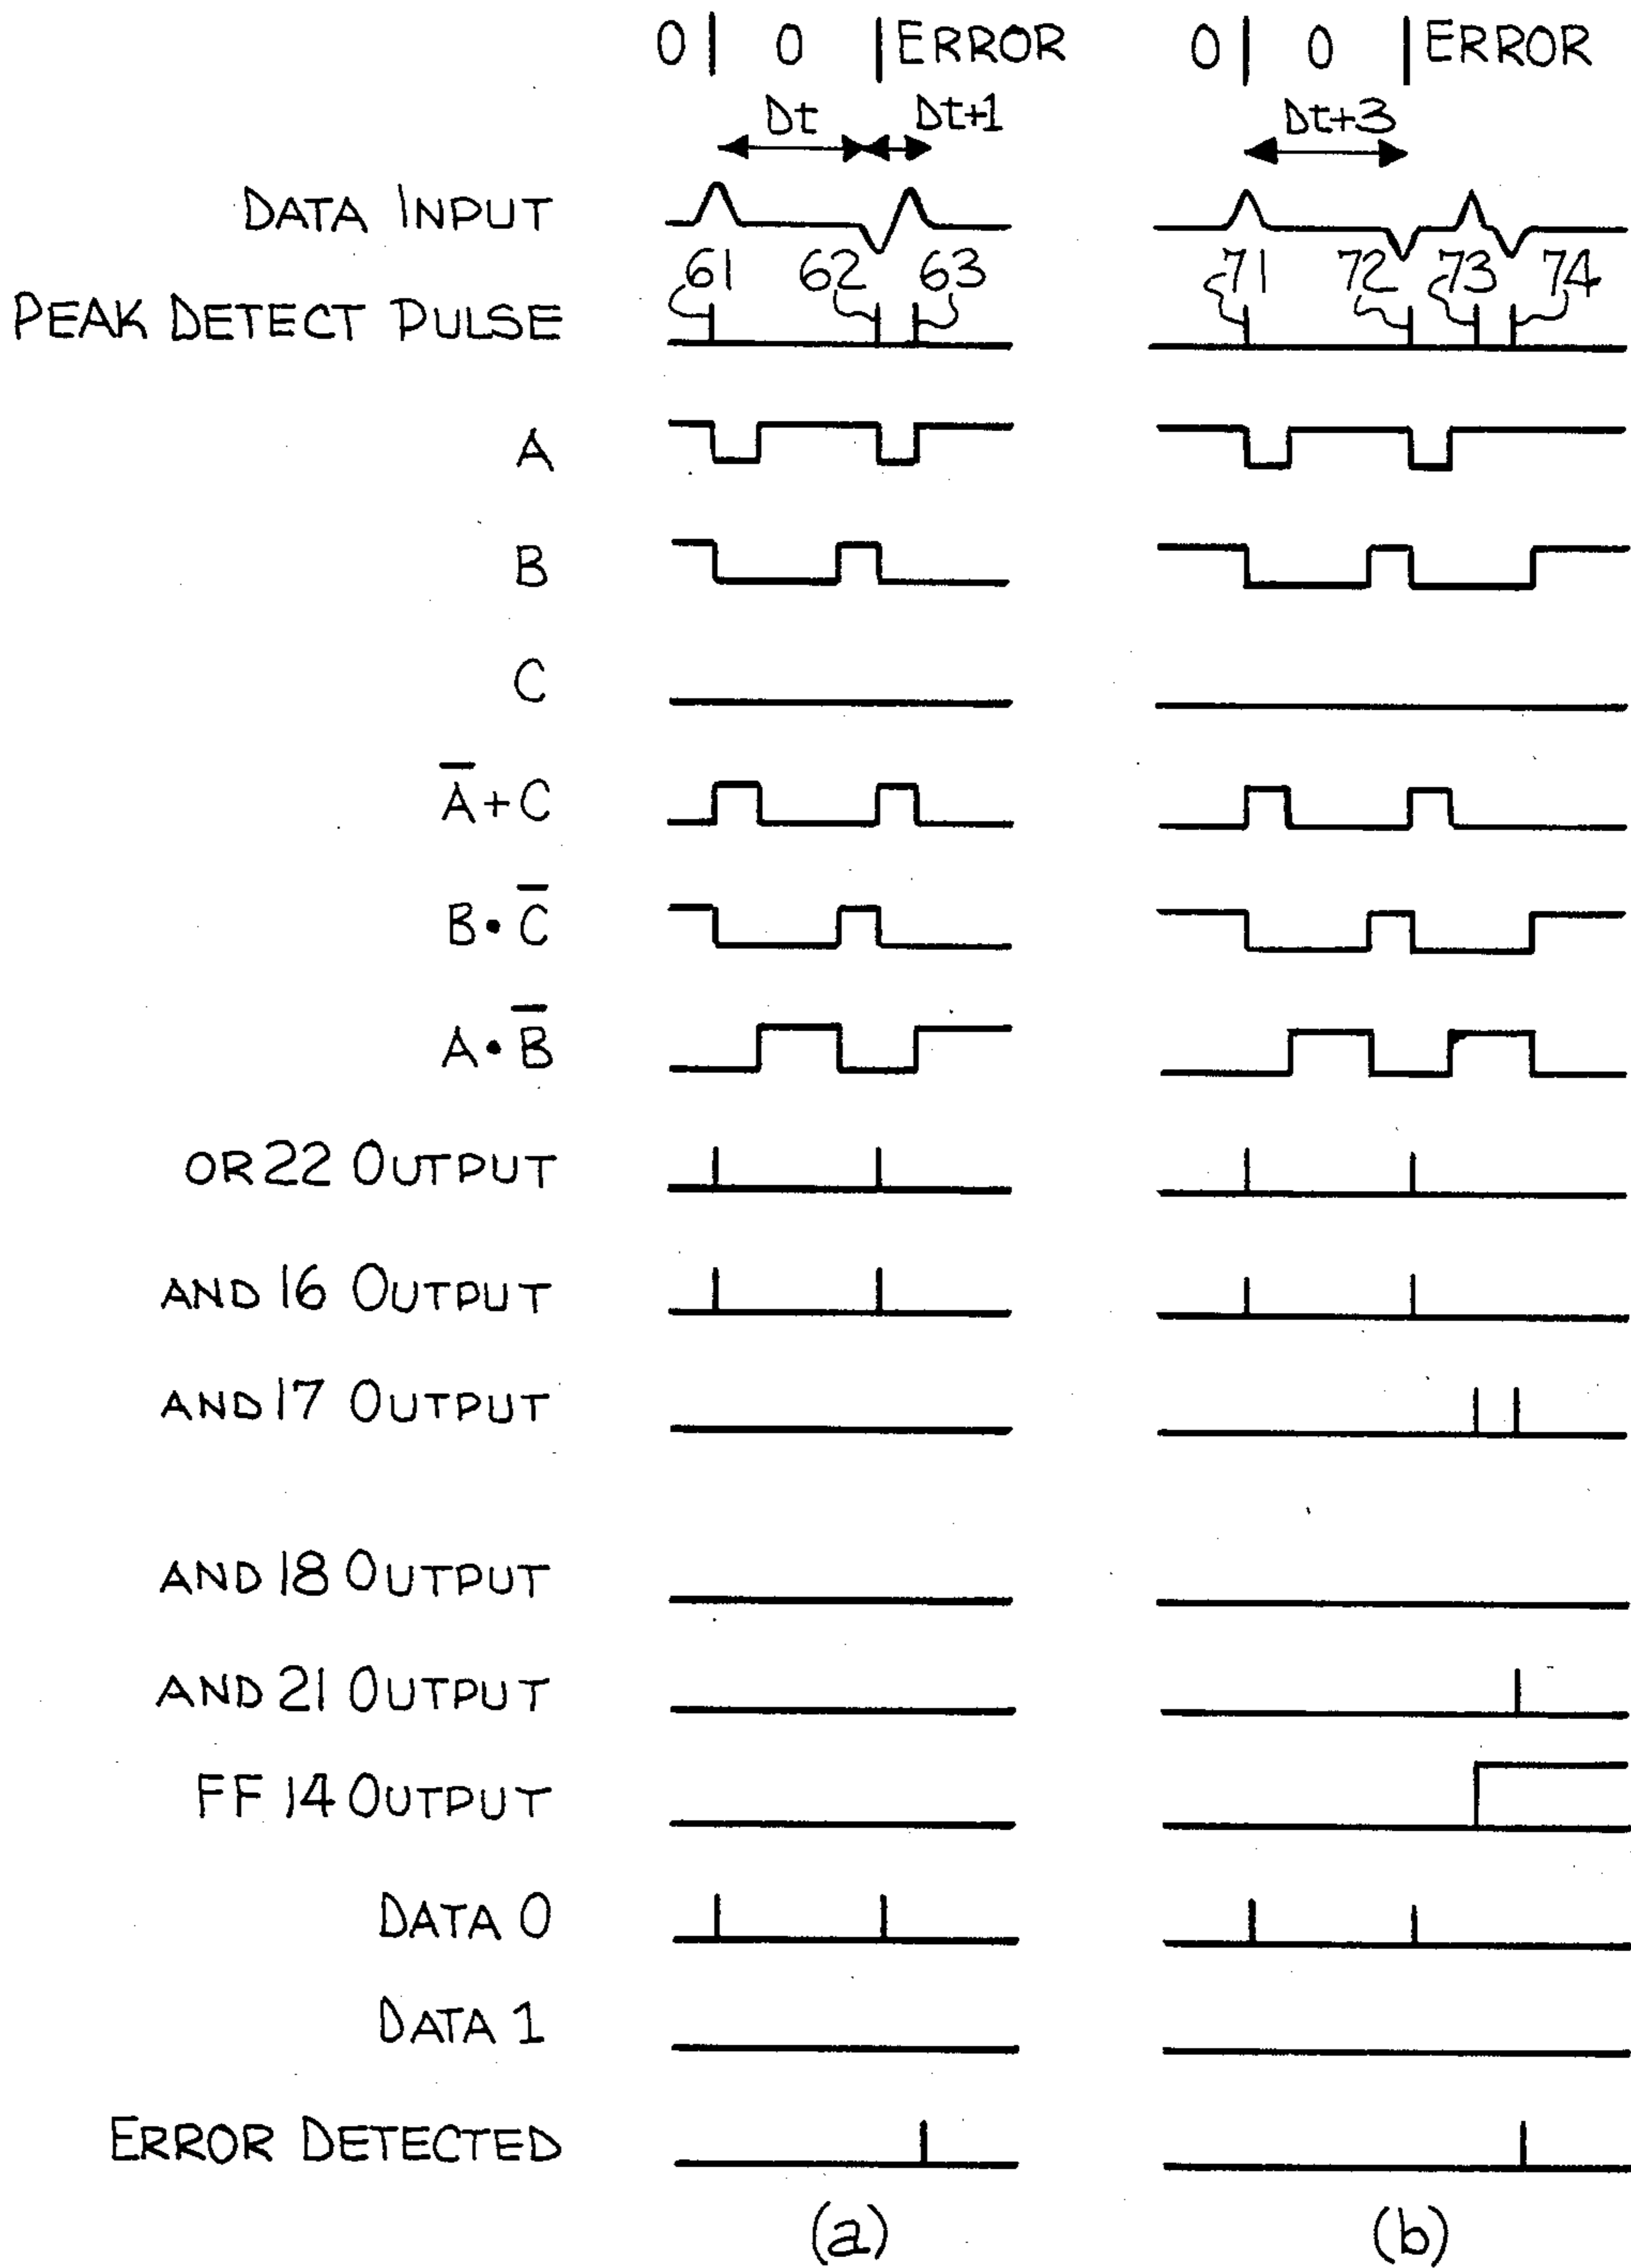 0 | 0 | ERROR 0 | 0 | ERROR
Dt Dt+1 Dt+3
DATA INPUT
61 62 63 71 72 73 74
PEAK DETECT PULSE
A
B
C
A̅+C
B•C̅
A•B̅
OR 22 OUTPUT
AND 16 OUTPUT
AND 17 OUTPUT
AND 18 OUTPUT
AND 21 OUTPUT
FF 14 OUTPUT
DATA 0
DATA 1
ERROR DETECTED
(a) (b)